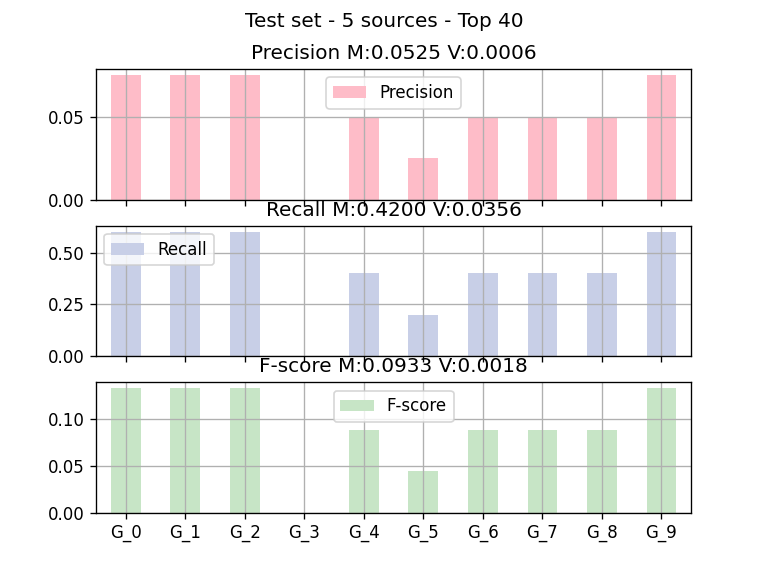 Test set - 5 sources - Top 40
Precision M:0.0525 V:0.0006
0.05
0.00
Precision
Recall M:0.4200 V:0.0356
0.50
0.25
0.00
Recall
F-score M:0.0933 V:0.0018
0.10
0.05
0.00
F-score
G_0 G_1 G_2 G_3 G_4 G_5 G_6 G_7 G_8 G_9